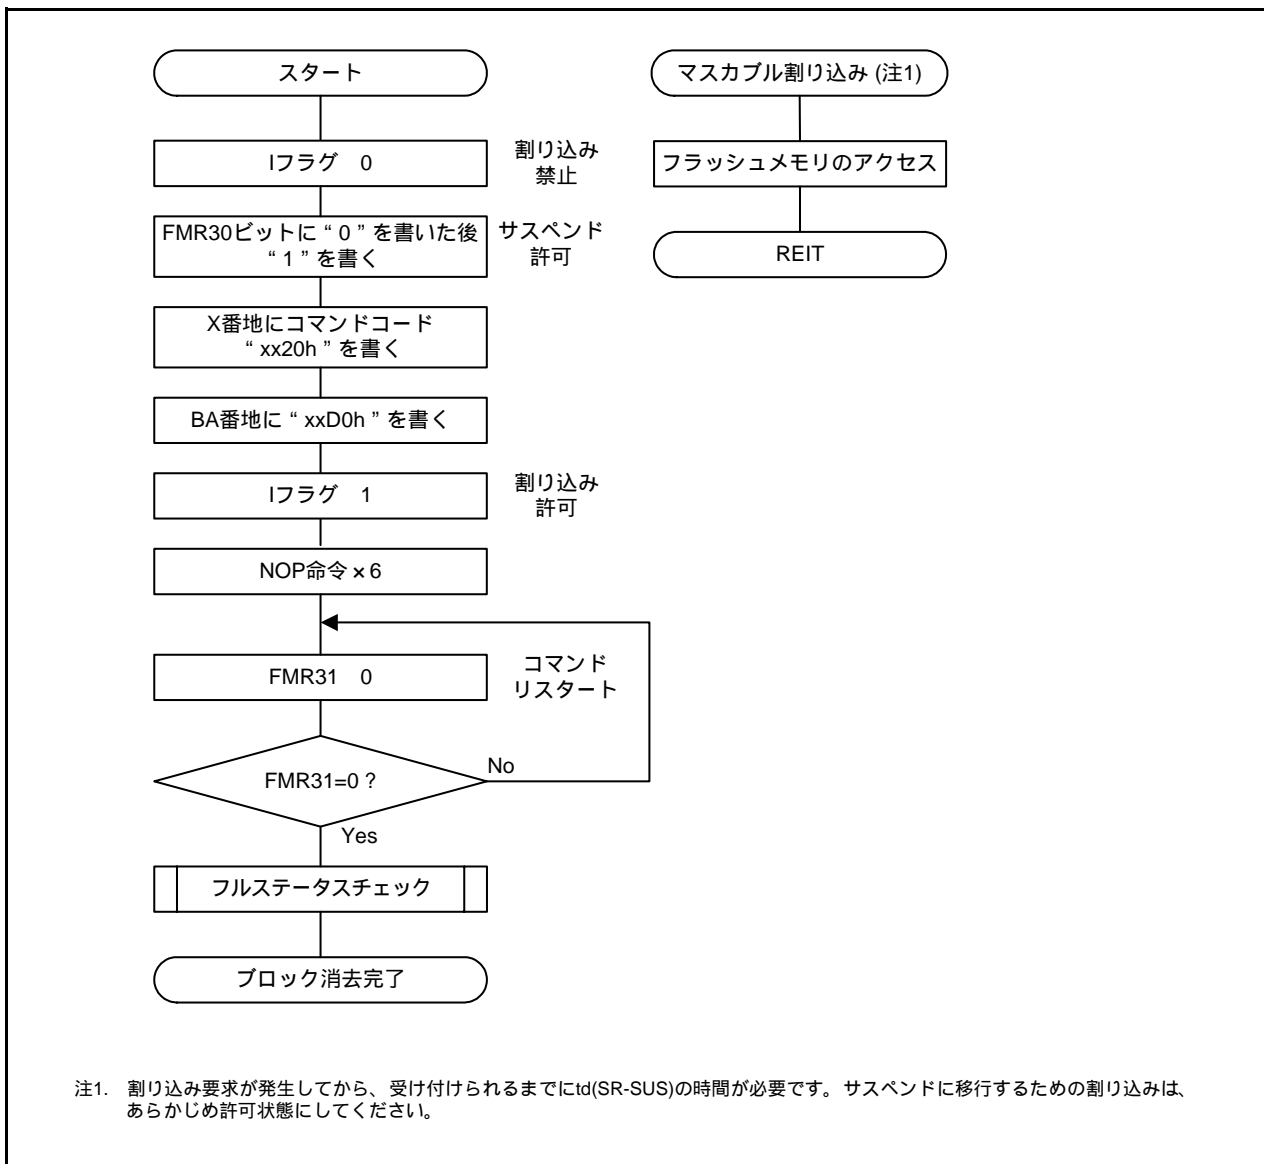 スタート
Iフラグ　0
割り込み
禁止
FMR30ビットに “ 0 ” を書いた後
“ 1 ” を書く
サスペンド
許可
X番地にコマンドコード
“ xx20h ” を書く
BA番地に “ xxD0h ” を書く
Iフラグ　1
割り込み
許可
NOP命令 × 6
FMR31　0
コマンド
リスタート
FMR31=0 ?
No
Yes
フルステータスチェック
ブロック消去完了
マスカブル割り込み (注1)
フラッシュメモリのアクセス
REIT
注1.　割り込み要求が発生してから、受け付けられるまでにtd(SR-SUS)の時間が必要です。サスペンドに移行するための割り込みは、
あらかじめ許可状態にしてください。